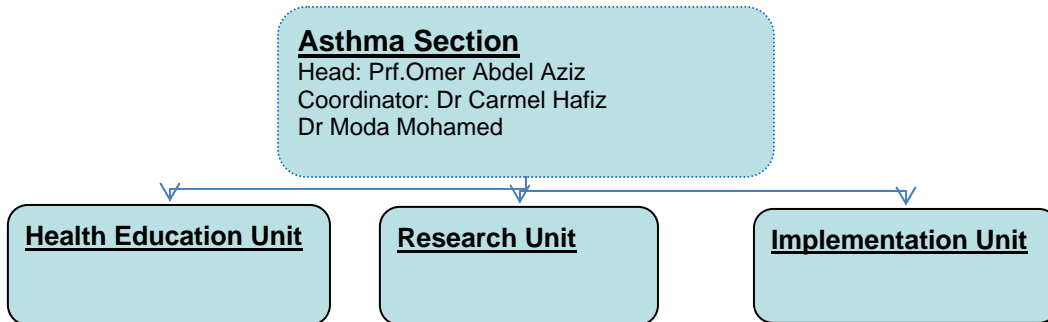 Asthma Section
Head: Prf.Omer Abdel Aziz
Coordinator: Dr Carmel Hafiz
Dr Moda Mohamed
Health Education Unit
Research Unit
Implementation Unit